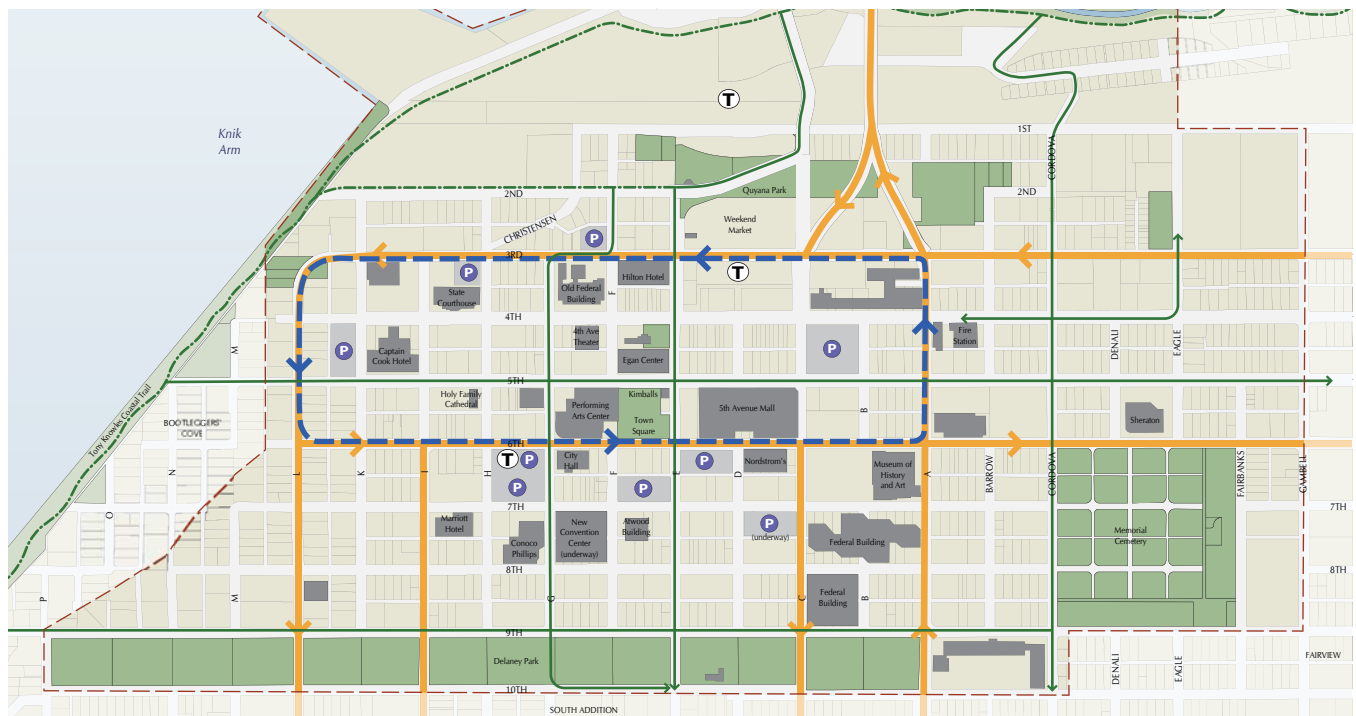 Knik
Arm
T
1ST
CORDOVA
2ND
2ND
Quyana Park
CHRISTENSEN
Weekend
Market
P
3RD
P
T
Hilton Hotel
State
Courthouse
Old Federal
Building
F
4TH
4th Ave
Theater
Fire
Station
DENALI
EAGLE
M
P
Captain
Cook Hotel
Egan Center
P
5TH
Tony Knowles Coastal Trail
Holy Family
Cathedral
Kimballs
Performing
Arts Center
Town
Square
5th Avenue Mall
B
Sheraton
BOOTLEGGERS'
COVE
6TH
N
L
K
I
H
T
P
City
Hall
F
E
P
D
Nordstrom's
Museum of
History
and Art
A
BARROW
CORDOVA
FAIRBANKS
GAMBELL
P
P
O
7TH
7TH
Marriott
Hotel
Conoco
Phillips
New
Convention
Center
(underway)
Atwood
Building
P
(underway)
Federal Building
Memorial
Cemetery
8TH
8TH
P
M
G
C
Federal
Building
B
9TH
Delaney Park
DENALI
EAGLE
FAIRVIEW
10TH
SOUTH ADDITION